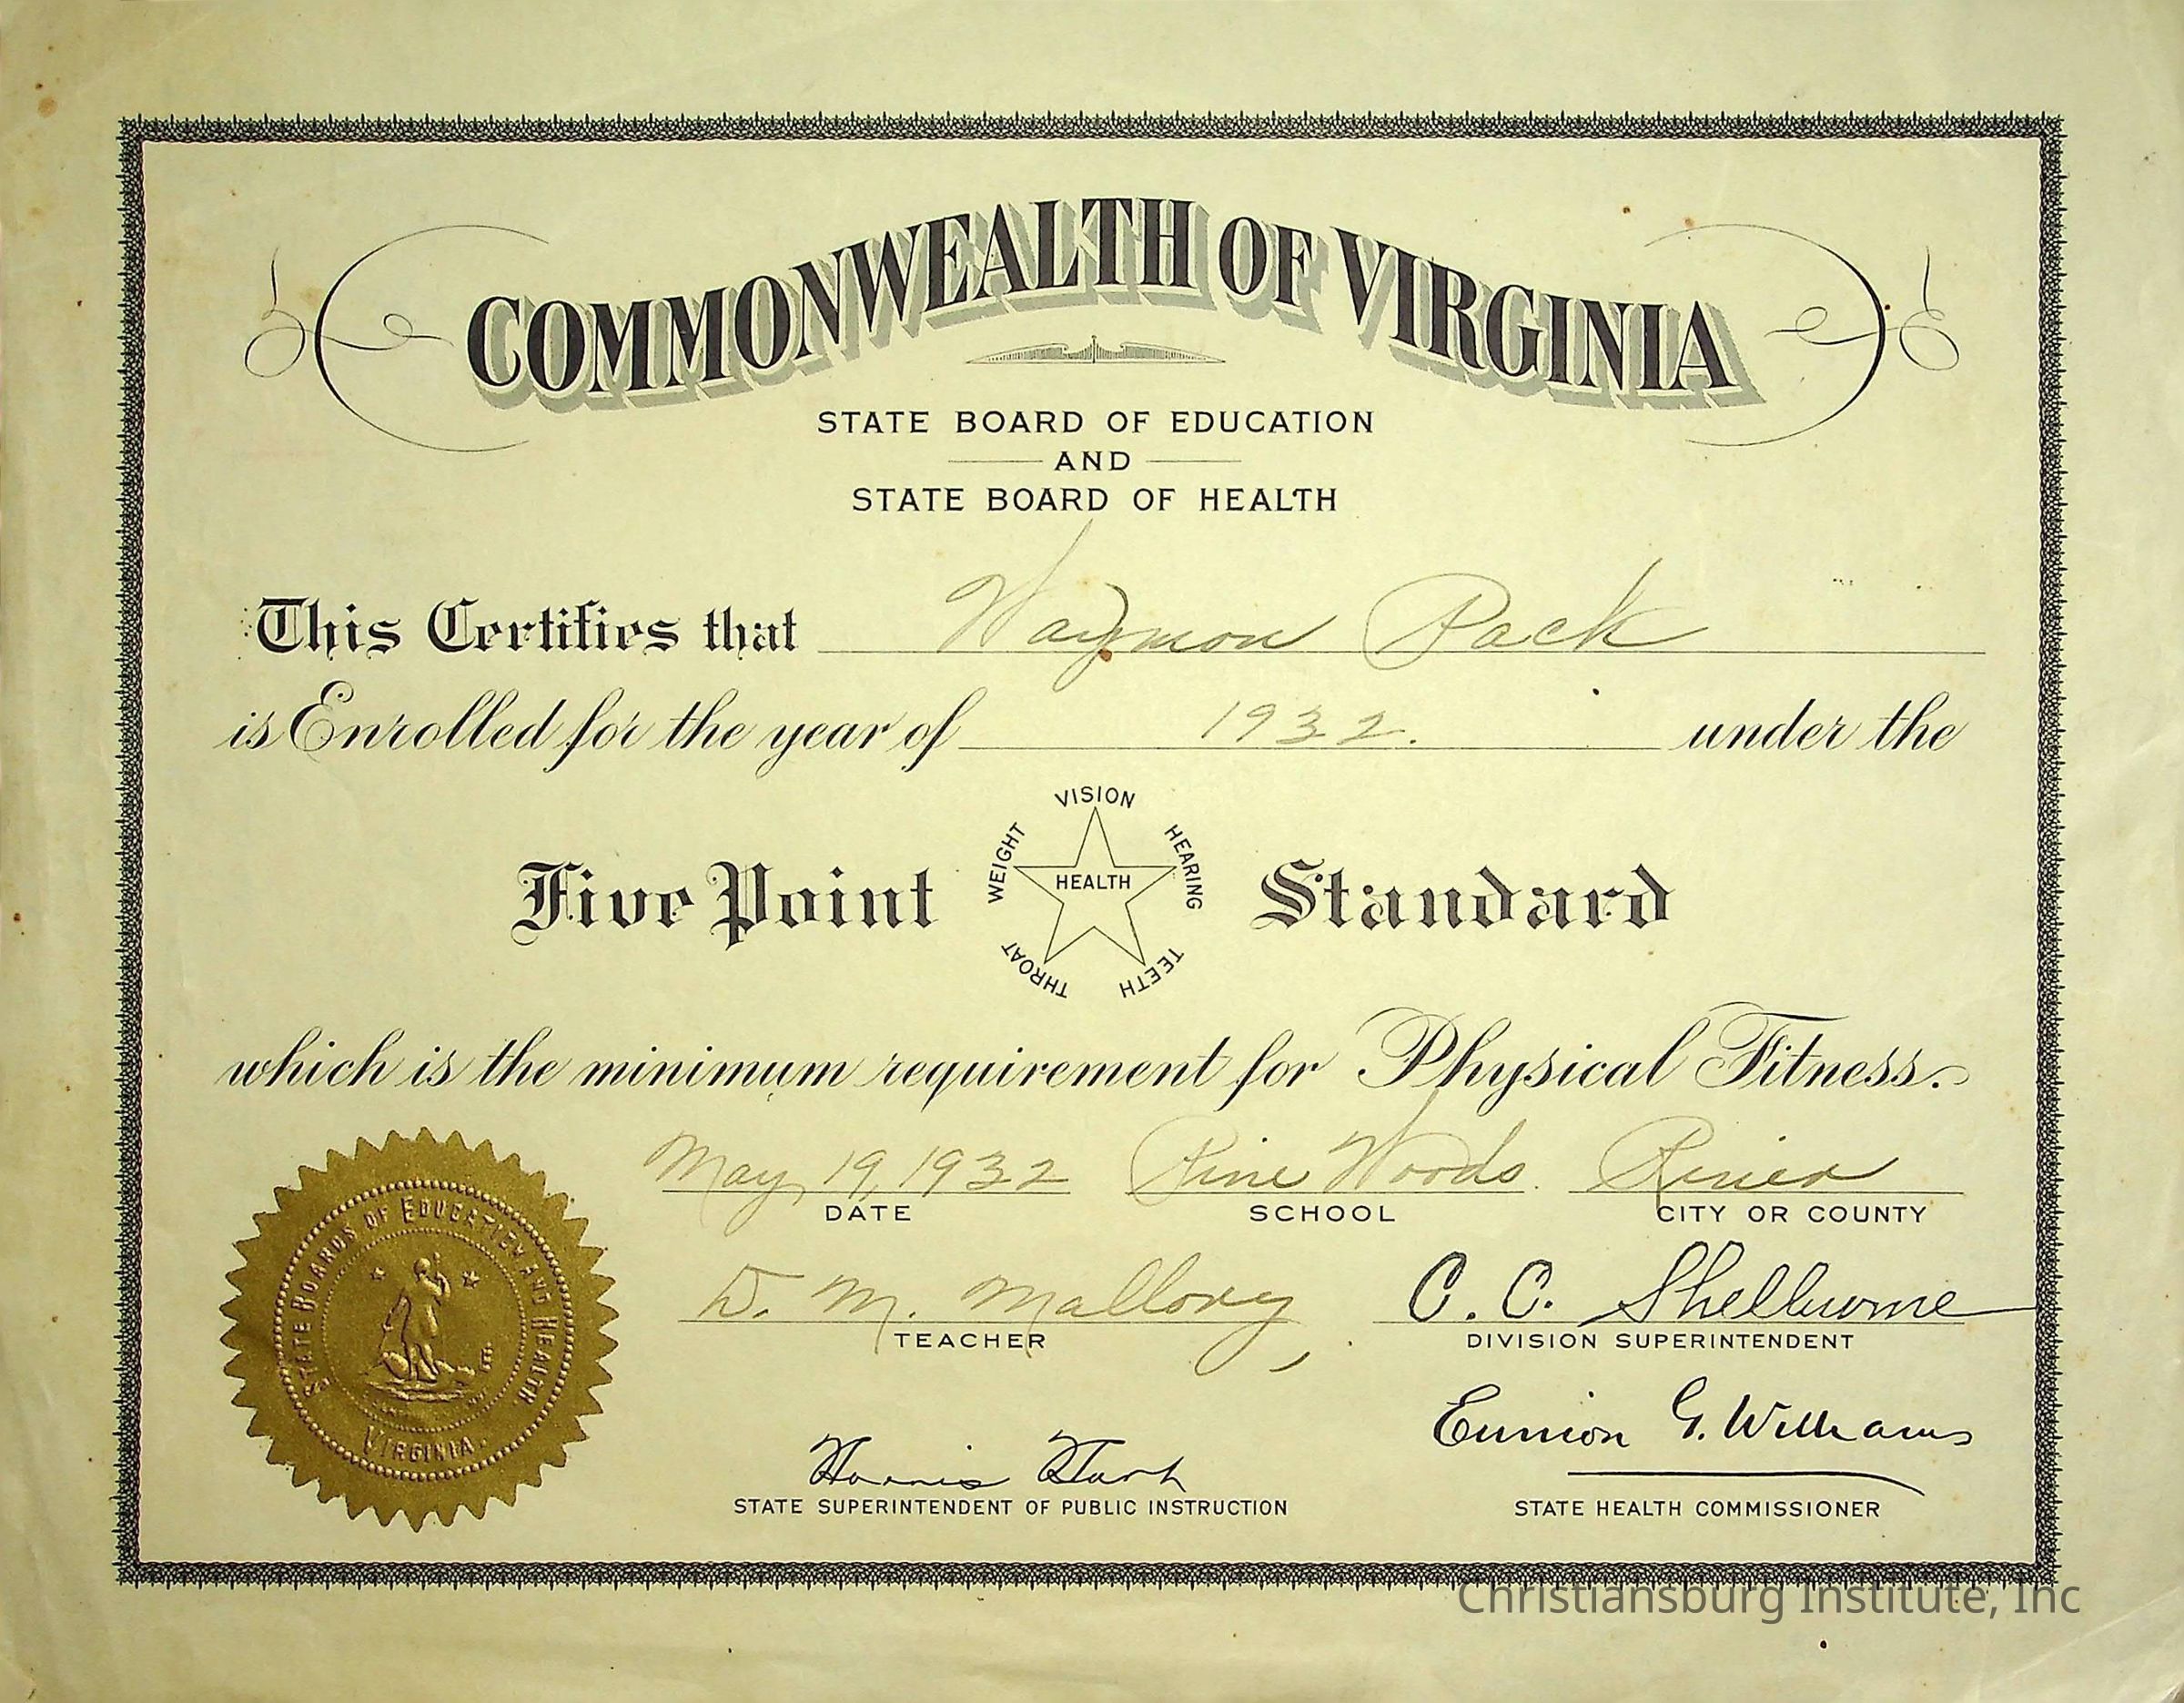 COMMONWEALTH OF VIRGINIA
STATE BOARD OF EDUCATION
AND
STATE BOARD OF HEALTH
This Certifies that Waymon Pack
is Enrolled for the year of 1932. under the
VISION
WEIGHT HEARING
Five Point HEALTH Standard
THROAT TEETH
which is the minimum requirement for Physical Fitness.
May 19, 1932 Pine Woods. Riner
DATE SCHOOL CITY OR COUNTY
D. M. Mallory, C. C. Shelburne
TEACHER DIVISION SUPERINTENDENT
STATE BOARDS OF EDUCATION AND HEALTH
VIRGINIA.
Harris Hart Ennion G. Williams
STATE SUPERINTENDENT OF PUBLIC INSTRUCTION STATE HEALTH COMMISSIONER
Christiansburg Institute, Inc